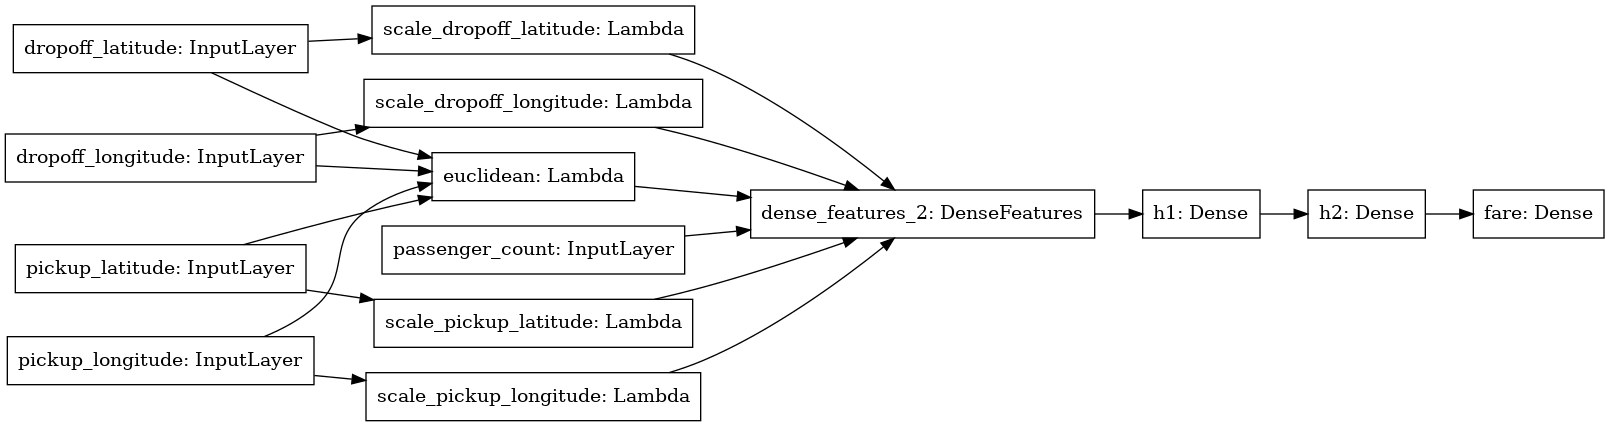 dropoff_latitude: InputLayer
scale_dropoff_latitude: Lambda
dropoff_longitude: InputLayer
scale_dropoff_longitude: Lambda
euclidean: Lambda
pickup_latitude: InputLayer
passenger_count: InputLayer
dense_features_2: DenseFeatures
h1: Dense
h2: Dense
fare: Dense
scale_pickup_latitude: Lambda
pickup_longitude: InputLayer
scale_pickup_longitude: Lambda